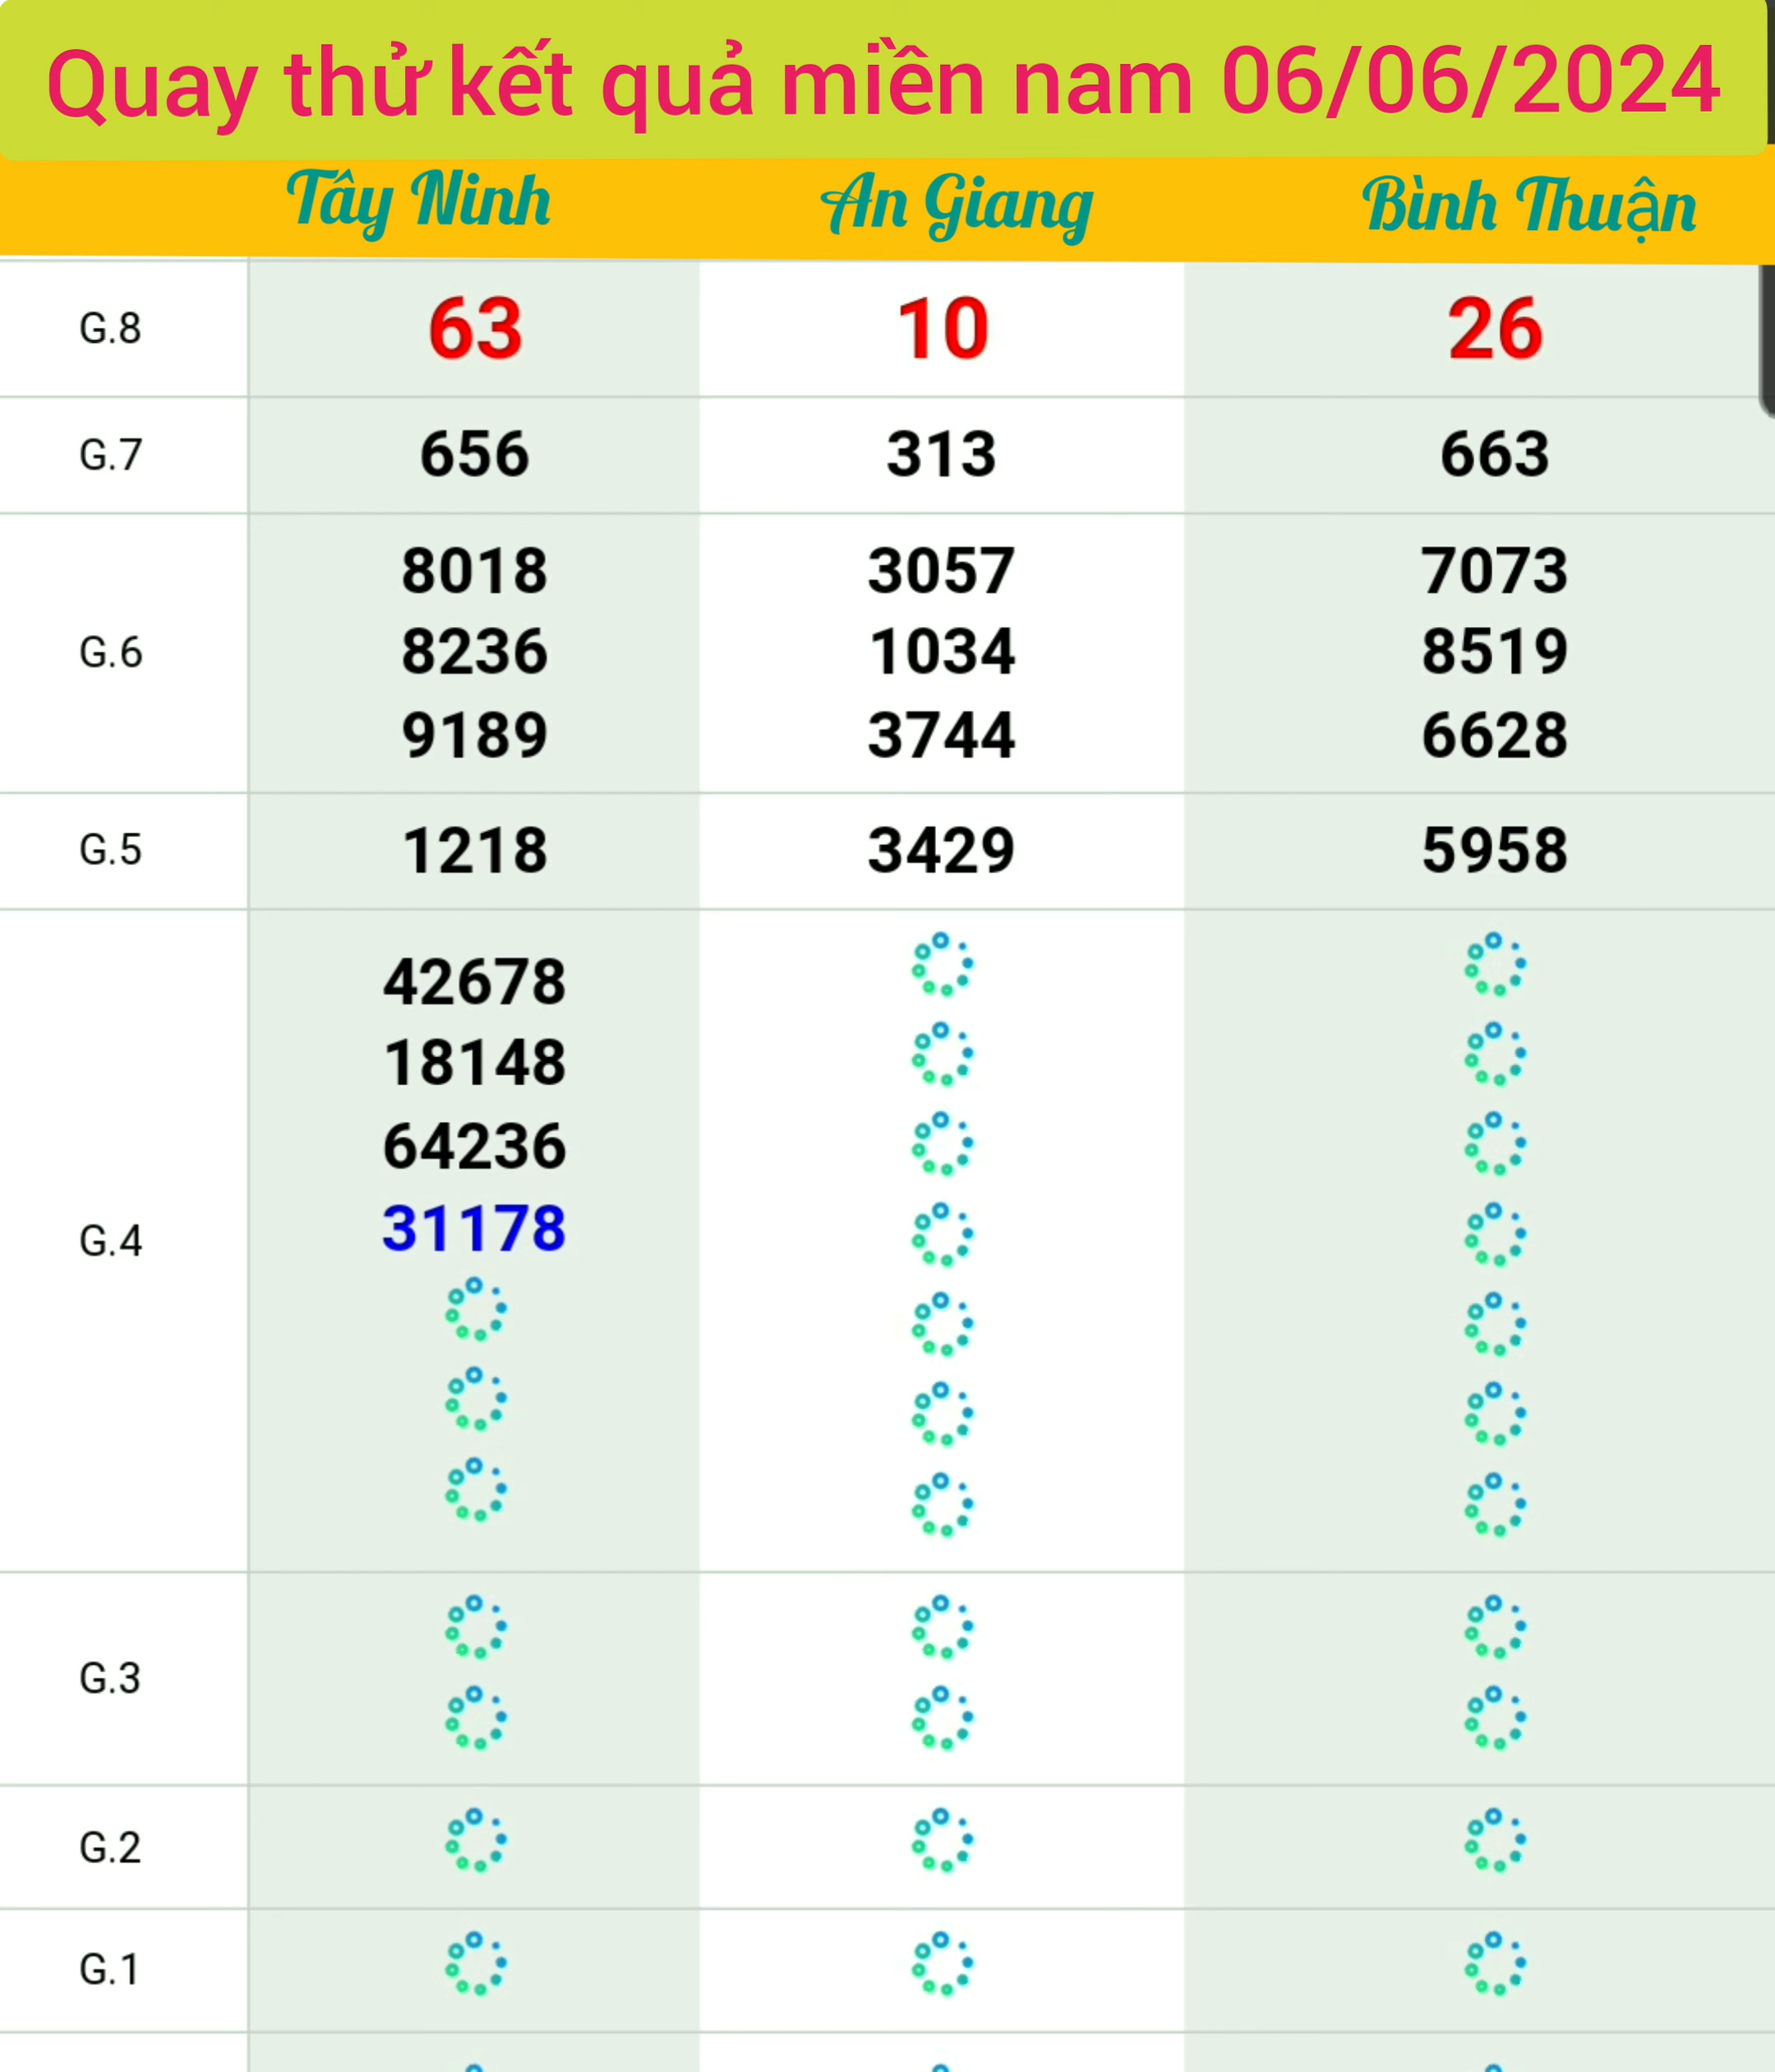 Quay thử kết quả miền nam 06/06/2024
Tây Ninh An Giang Bình Thuận
G.8 63 10 26
G.7 656 313 663
8018 3057 7073
G.6 8236 1034 8519
9189 3744 6628
G.5 1218 3429 5958
42678
18148
64236
G.4 31178
G.3
G.2
G.1